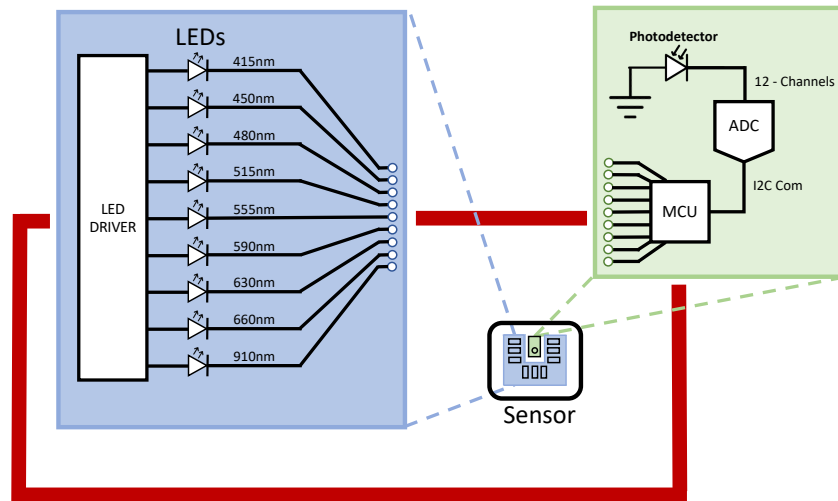 LEDs
415nm
450nm
480nm
515nm
555nm
590nm
630nm
660nm
910nm
LED
DRIVER
Photodetector
12 - Channels
ADC
I2C Com
MCU
Sensor